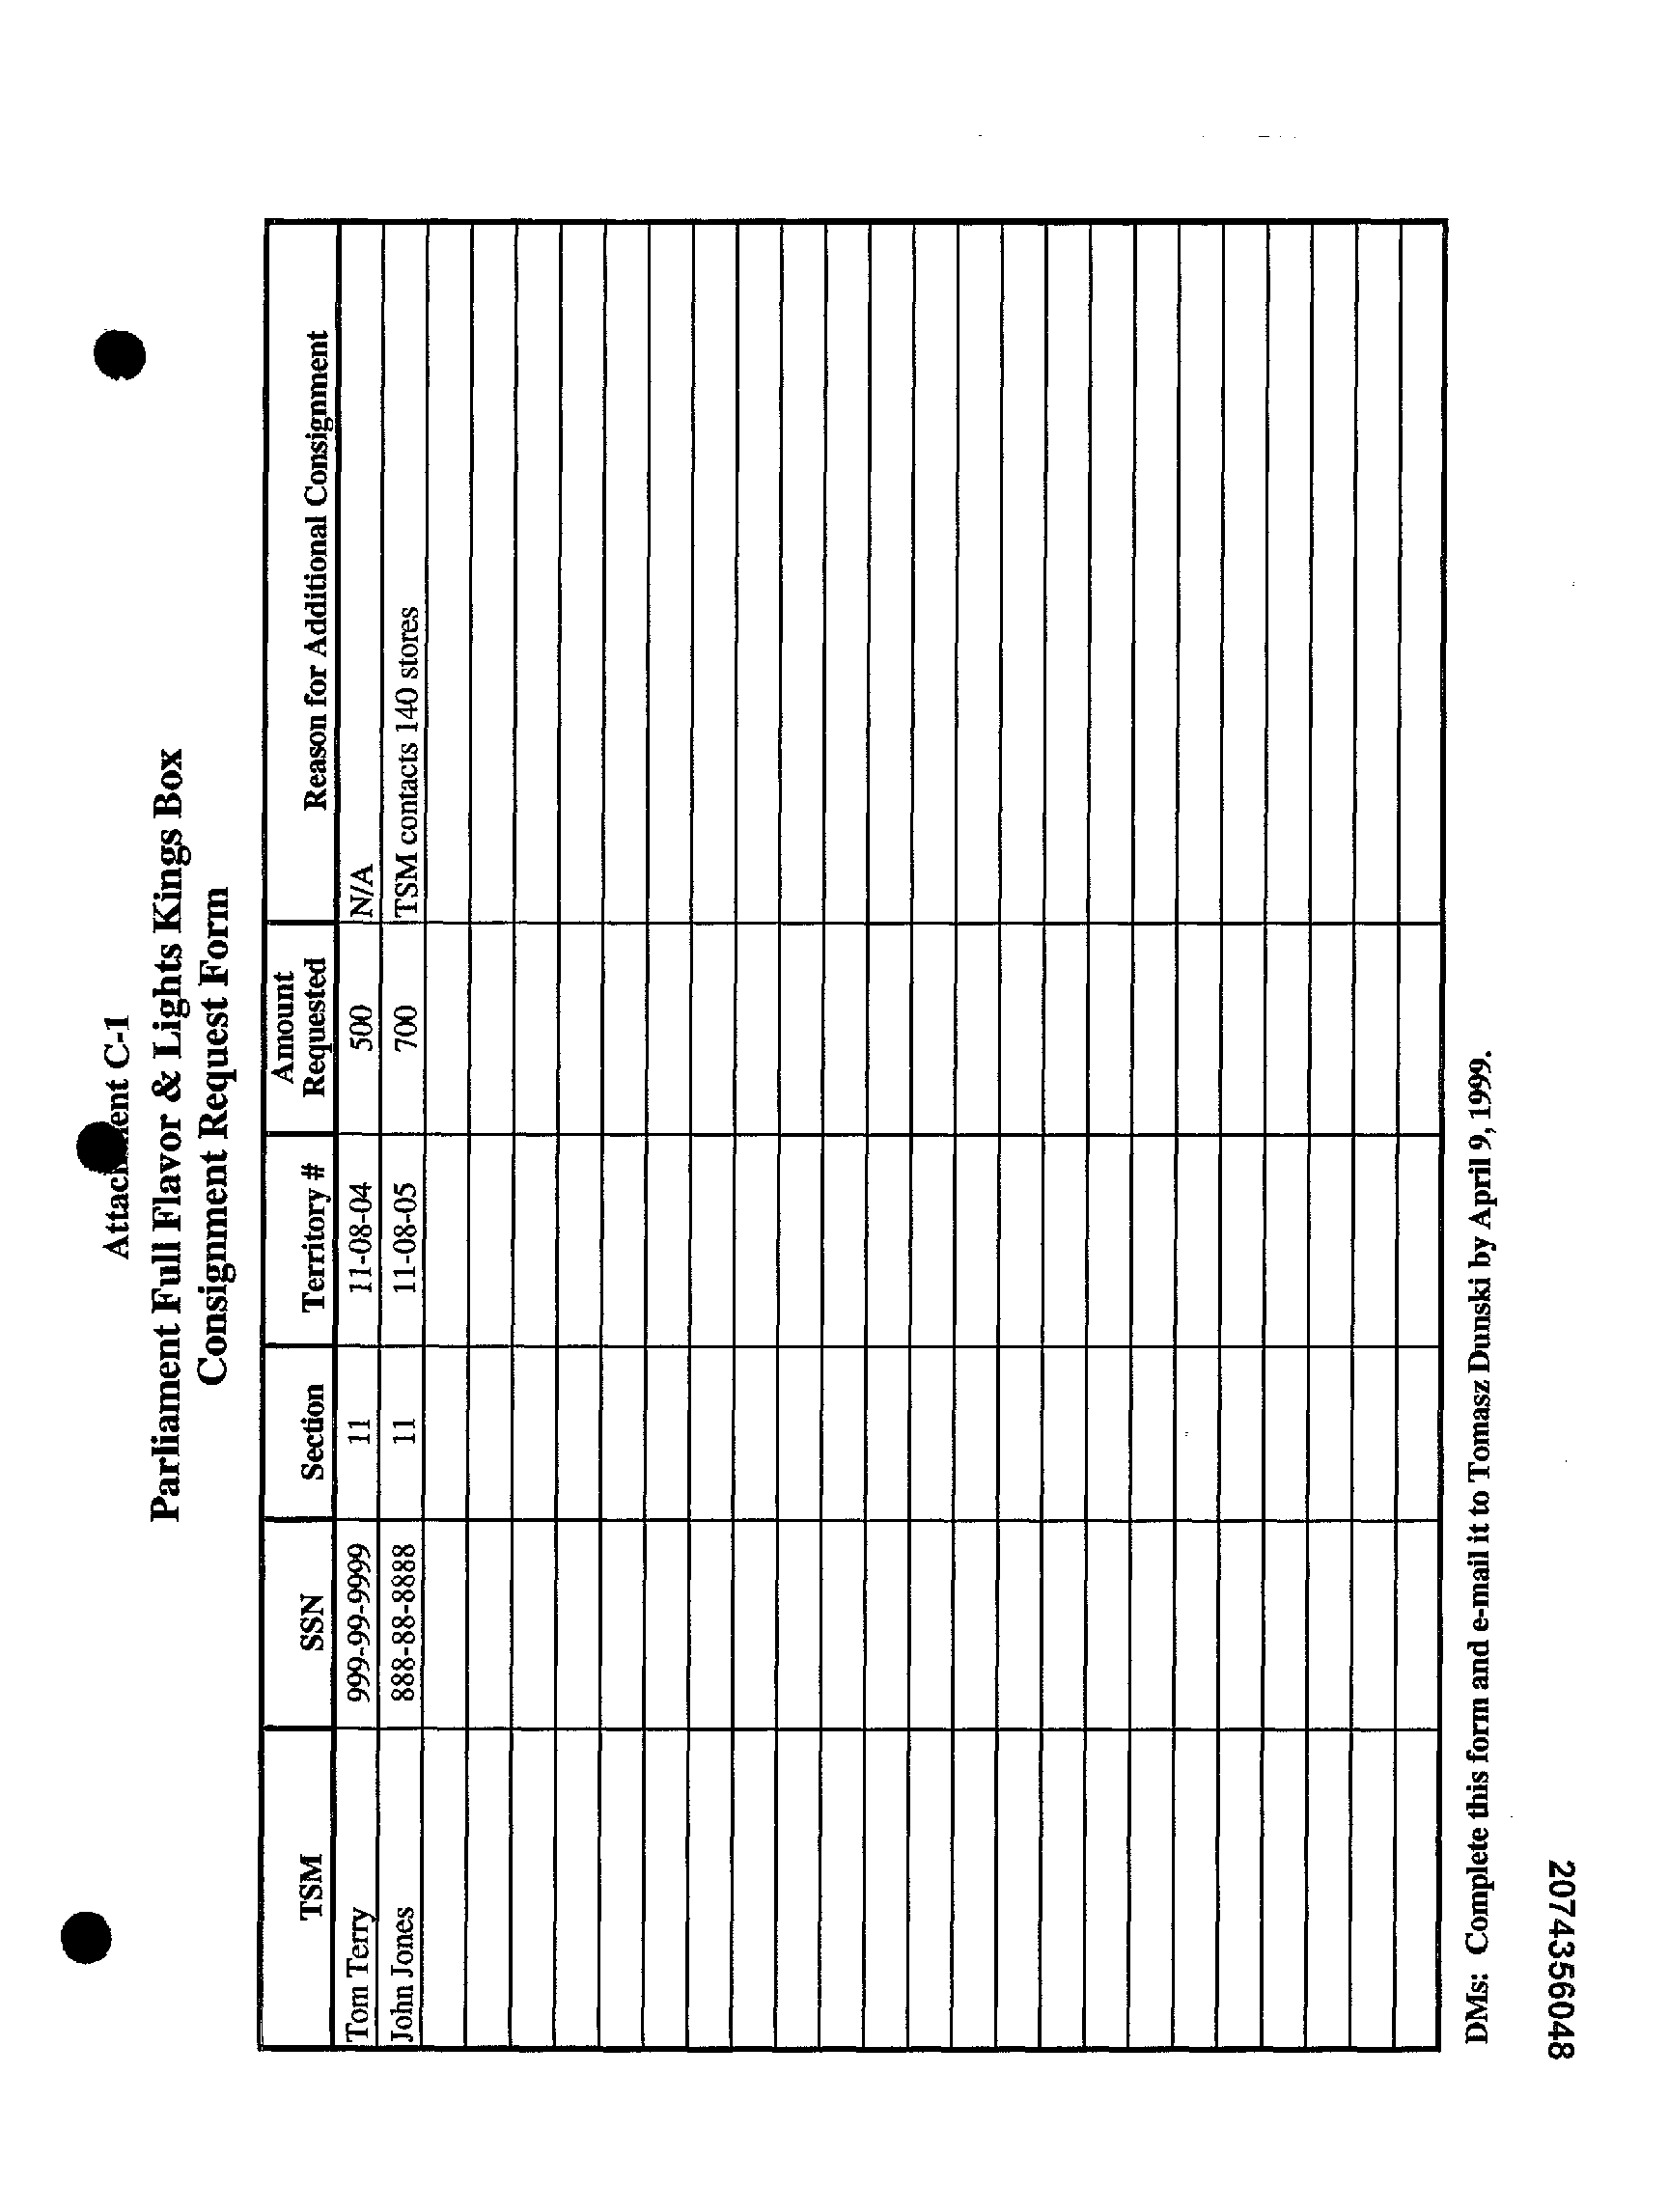 Attachment C-1
Parliament Full Flavor & Lights Kings Box
Consignment Request Form
TSM SSN Section Territory # Amount Requested Reason for Additional Consignment
Tom Terry 999-99-9999 11 11-08-04 500 N/A
John Jones 888-88-8888 11 11-08-05 700 TSM contacts 140 stores
DMs: Complete this form and e-mail it to Tomasz Dunski by April 9, 1999.
2074356048